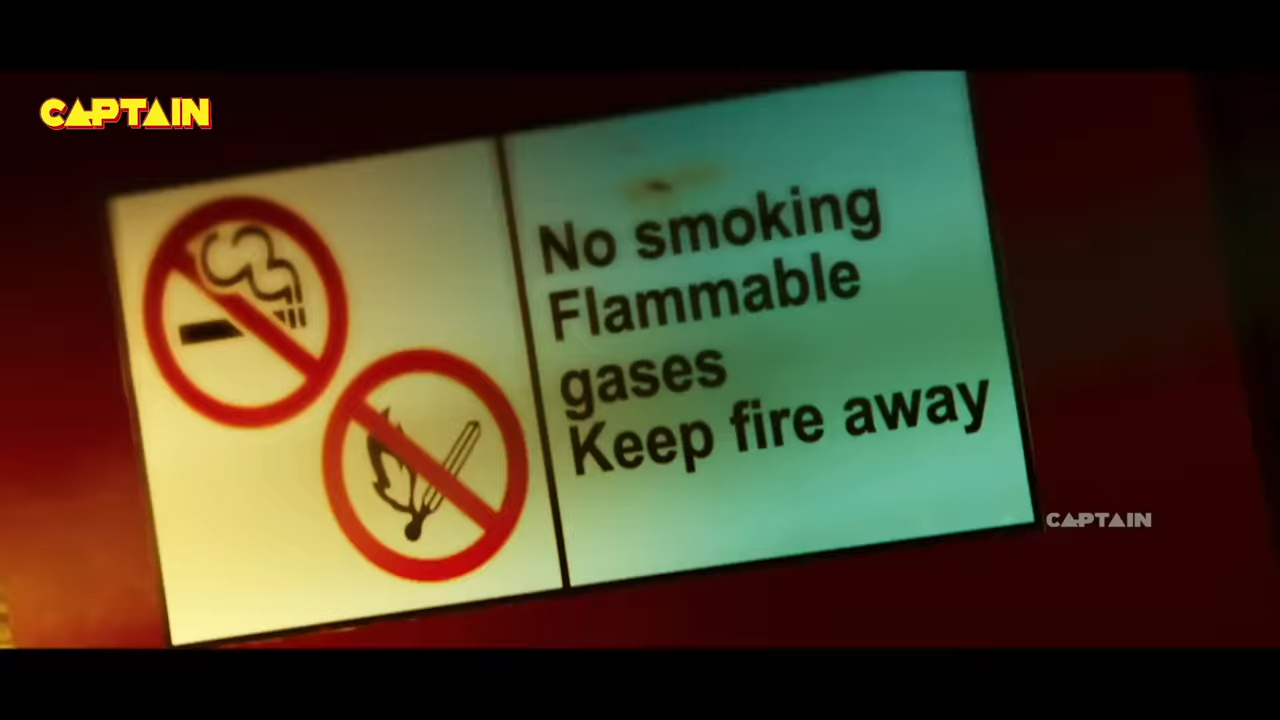 CAPTAIN
No smoking
Flammable
gases
Keep fire away
CAPTAIN